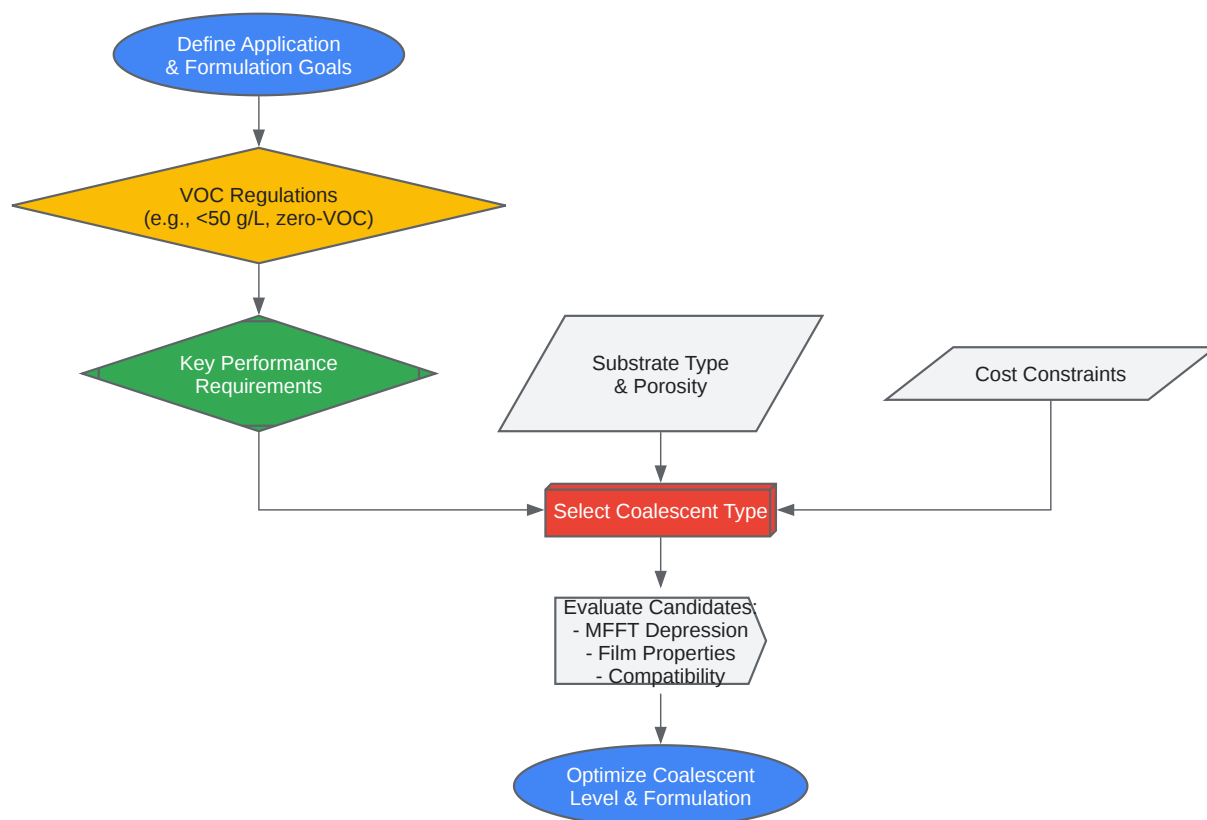 Define Application
& Formulation Goals
VOC Regulations
(e.g., <50 g/L, zero-VOC)
Key Performance
Requirements
Substrate Type
& Porosity
Cost Constraints
Select Coalescent Type
Evaluate Candidates:
- MFFT Depression
- Film Properties
- Compatibility
Optimize Coalescent
Level & Formulation